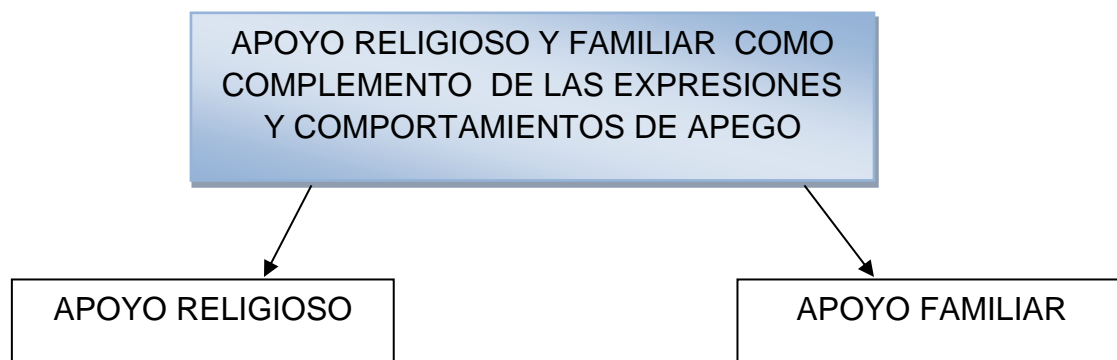 APOYO RELIGIOSO Y FAMILIAR COMO
COMPLEMENTO DE LAS EXPRESIONES
Y COMPORTAMIENTOS DE APEGO
APOYO RELIGIOSO
APOYO FAMILIAR